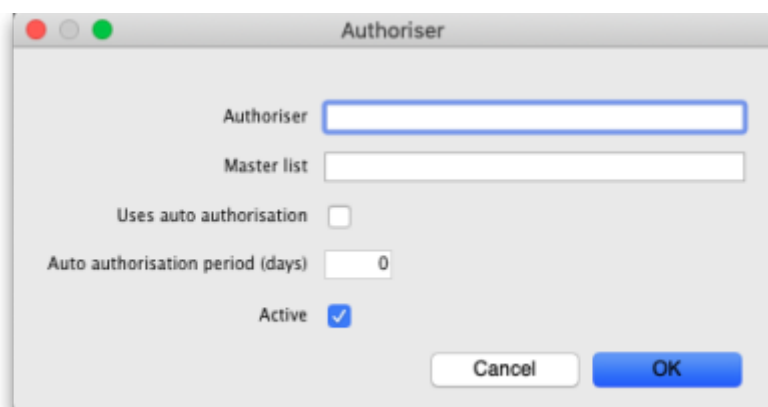 Authoriser
Authoriser
Master list
Uses auto authorisation
Auto authorisation period (days) 0
Active
Cancel OK